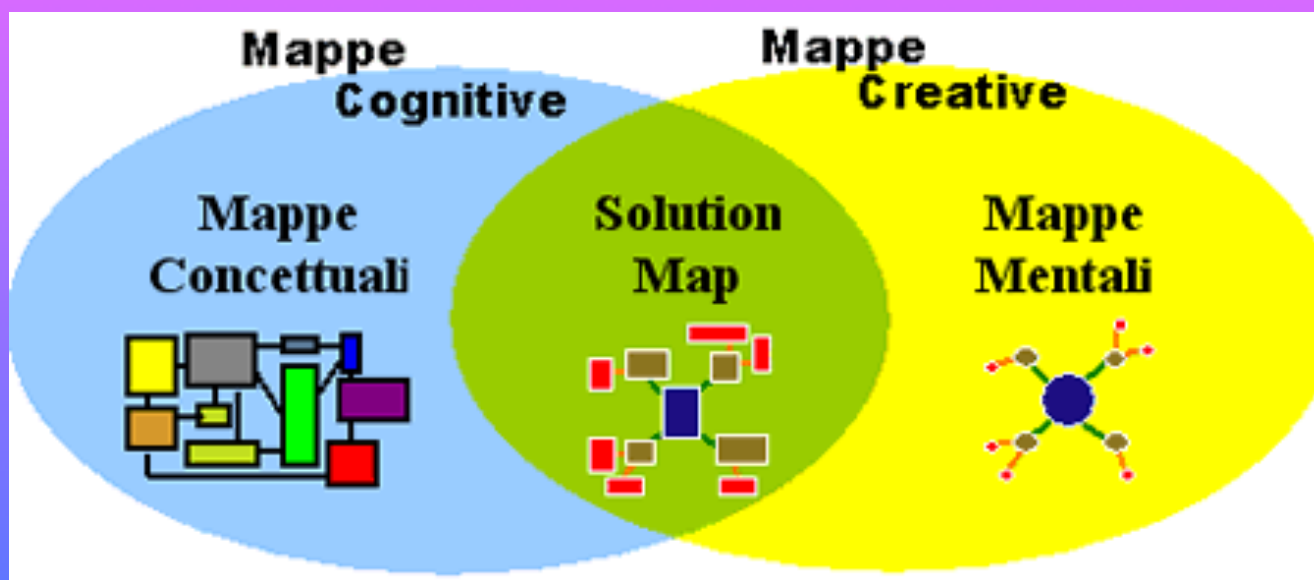 Mappe
Cognitive
Mappe
Creative
Mappe
Concettuali
Solution
Map
Mappe
Mentali